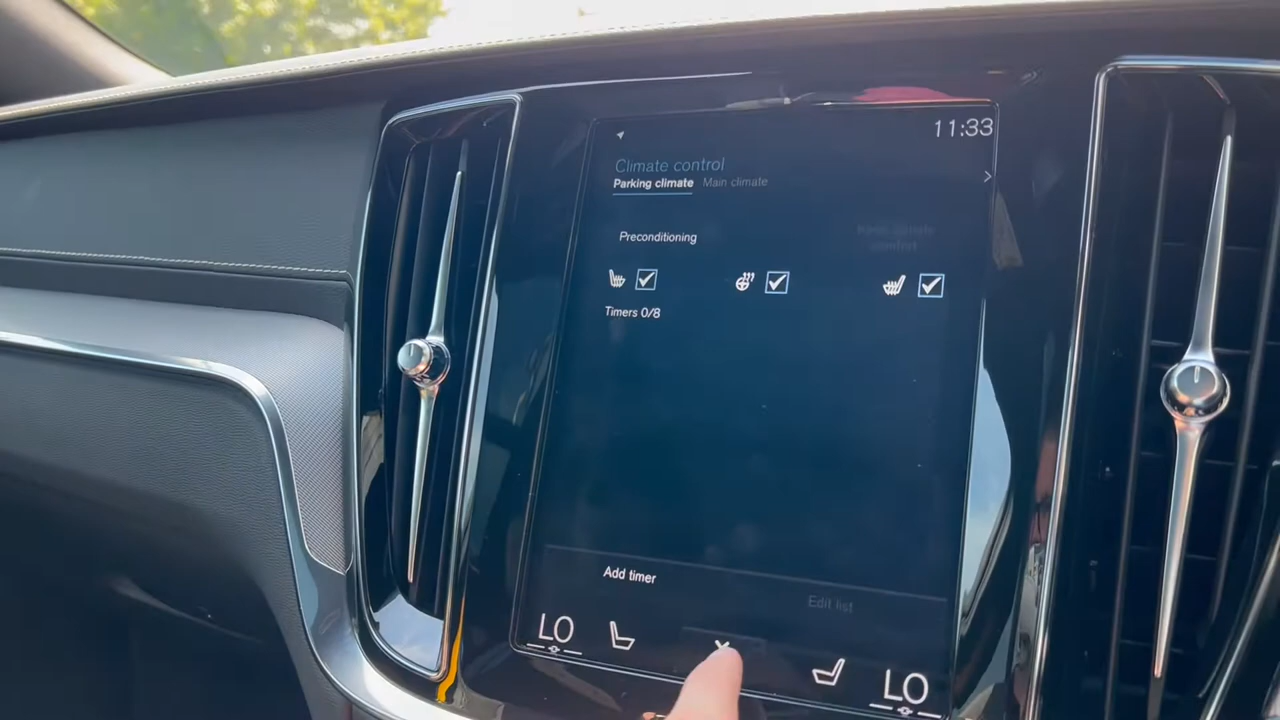 11:33
Climate control
Parking climate Main climate
Preconditioning
Timers 0/8
Add timer
Edit list
LO
LO